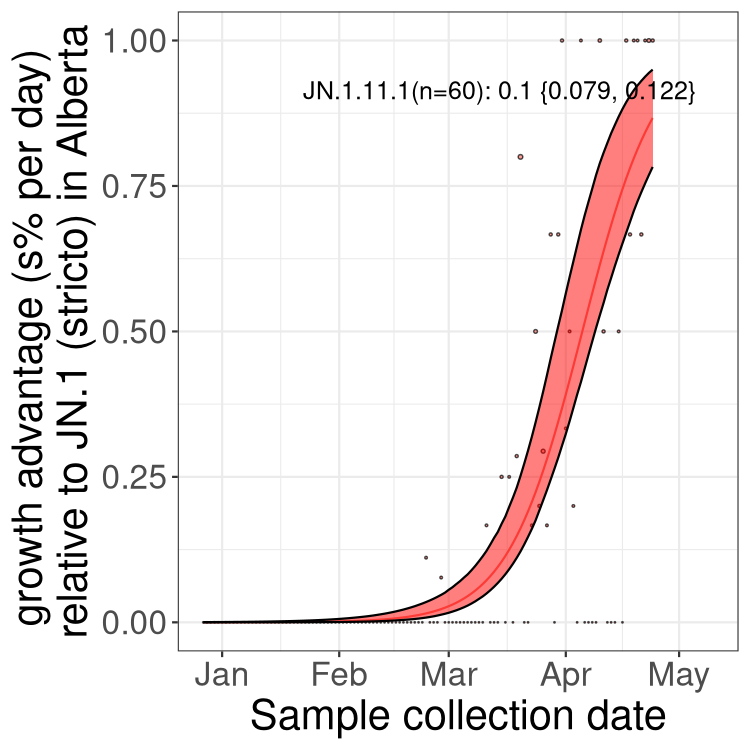 growth advantage (s% per day)
relative to JN.1 (stricto) in Alberta
1.00
0.75
0.50
0.25
0.00
JN.1.11.1(n=60): 0.1 {0.079, 0.122}
Jan Feb Mar Apr May
Sample collection date